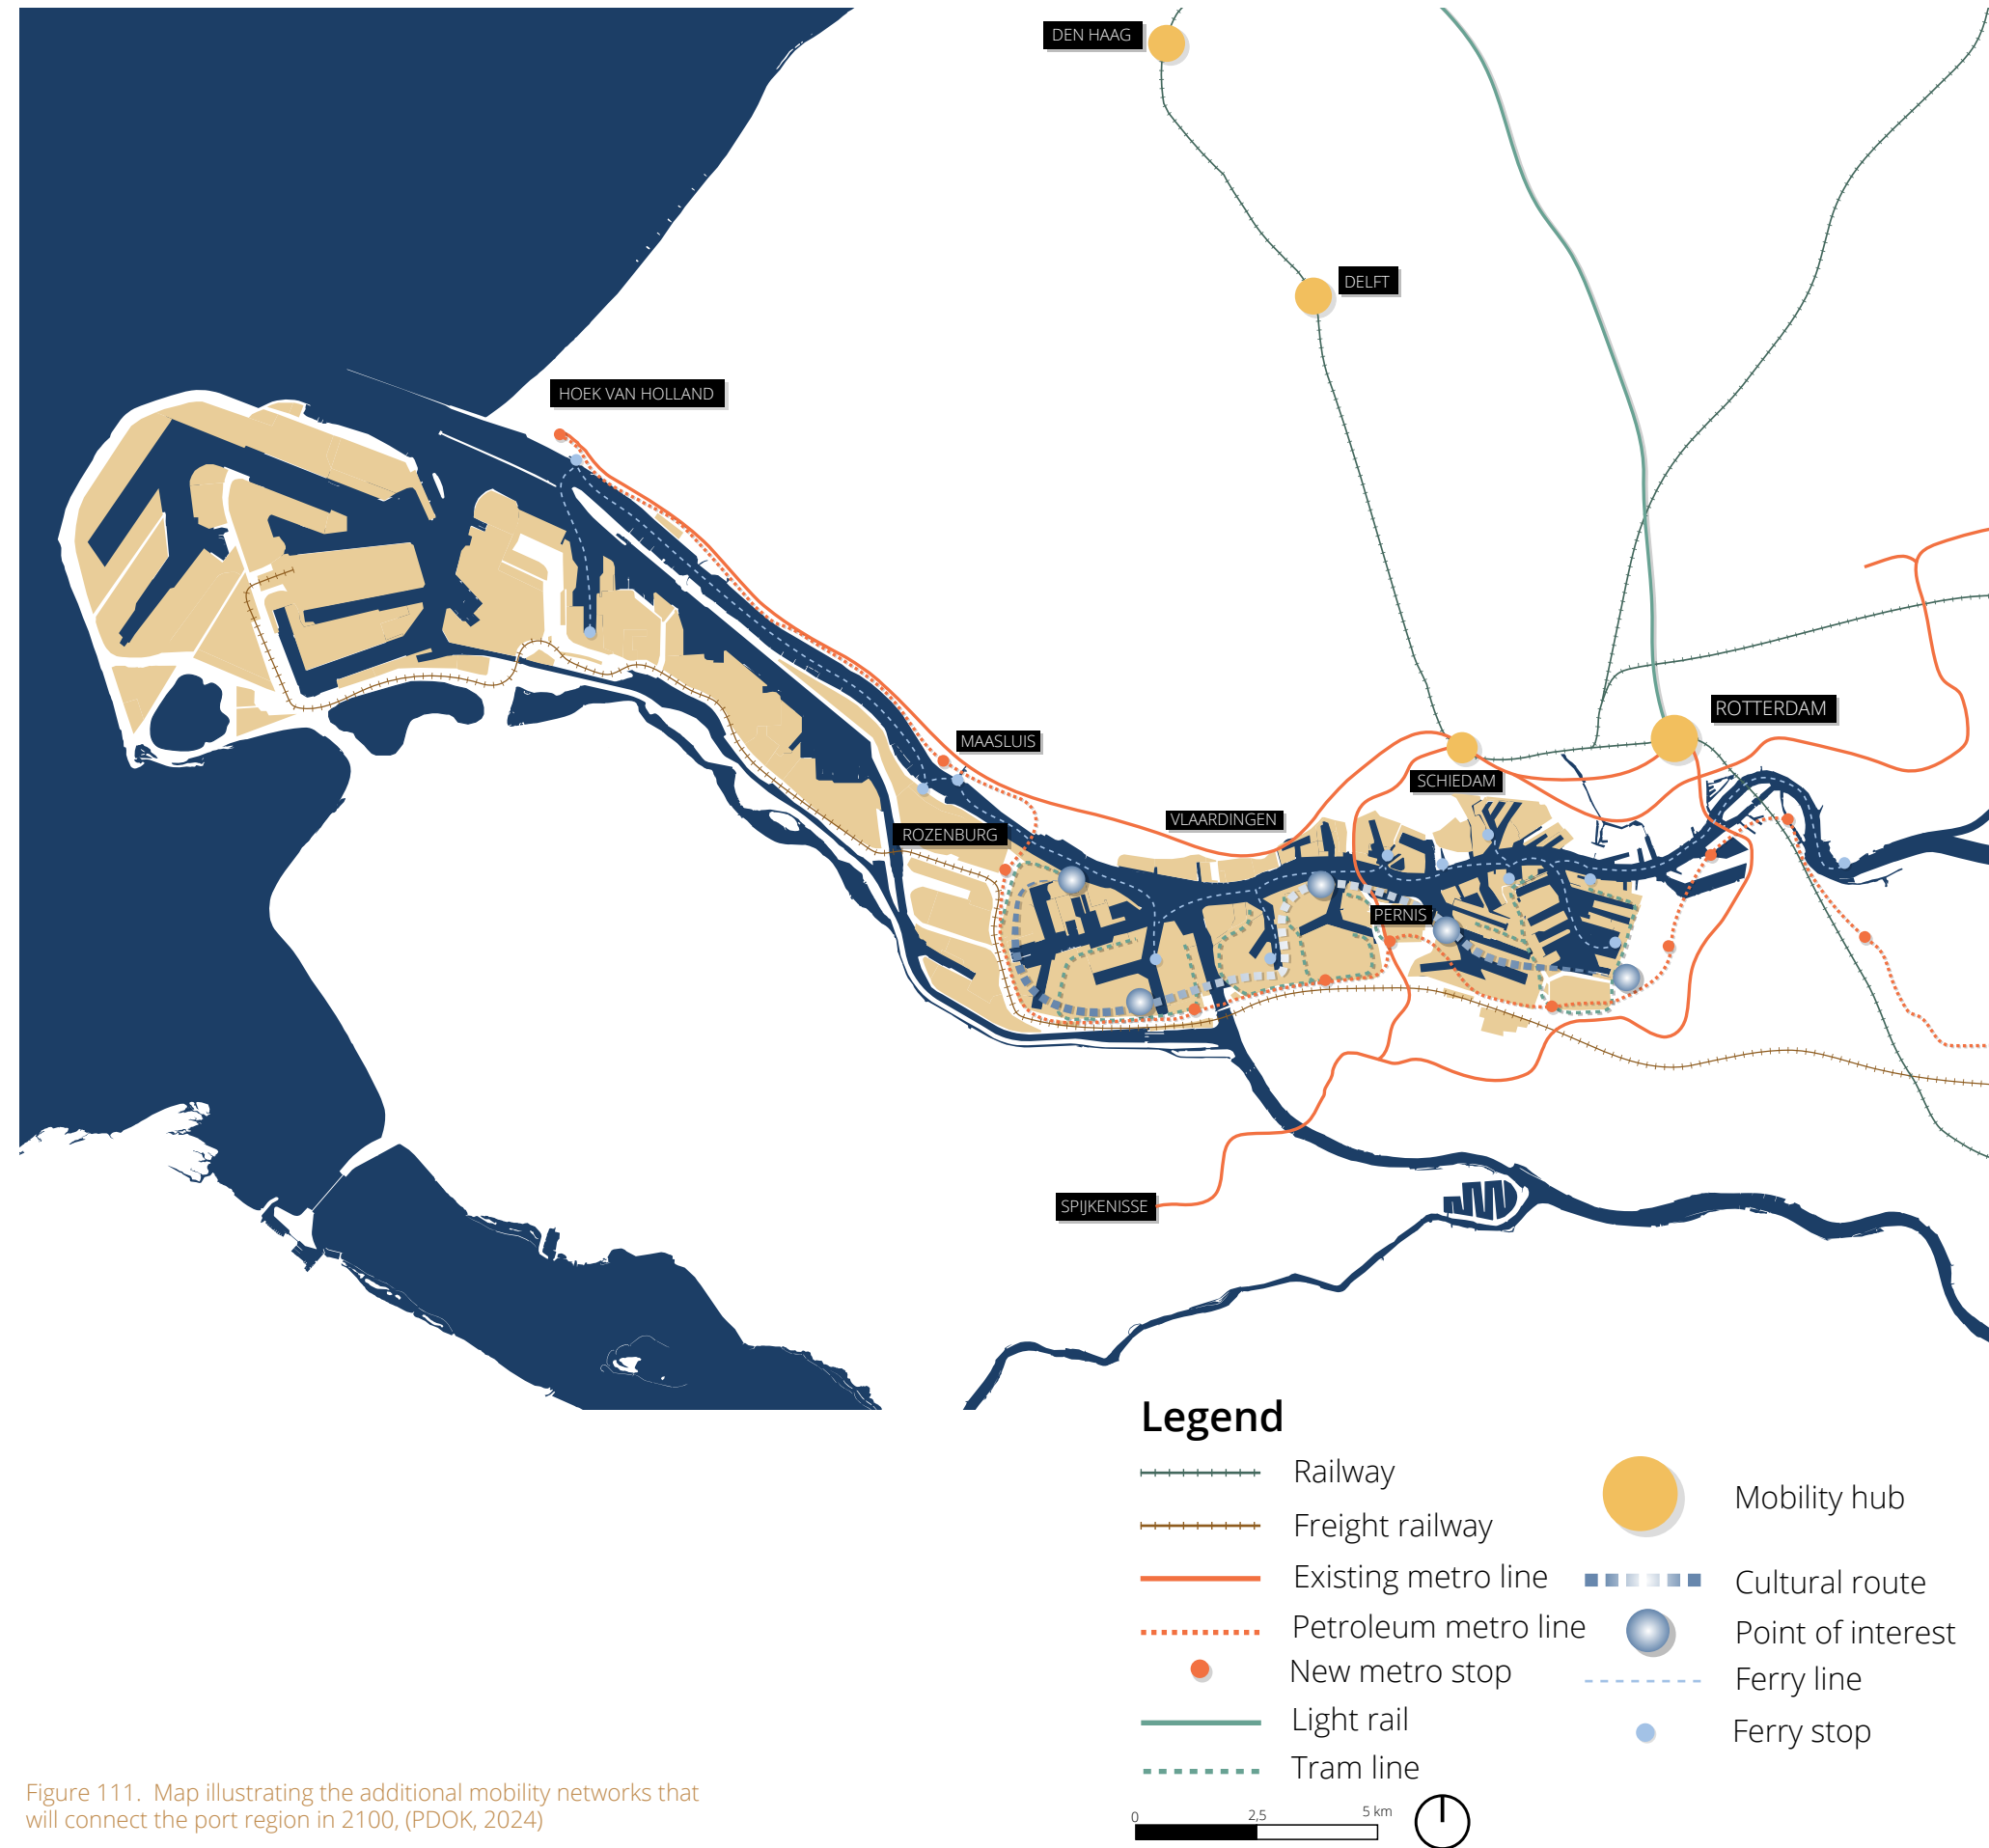 DEN HAAG
DELFT
HOEK VAN HOLLAND
ROTTERDAM
MAASLUIS
SCHIEDAM
VLAARDINGEN
ROZENBURG
PERNIS
SPIJKENISSE
Legend
Railway
Freight railway
Existing metro line
Petroleum metro line
New metro stop
Light rail
Tram line
Mobility hub
Cultural route
Point of interest
Ferry line
Ferry stop
0 2,5 5 km
Figure 111. Map illustrating the additional mobility networks that
will connect the port region in 2100, (PDOK, 2024)